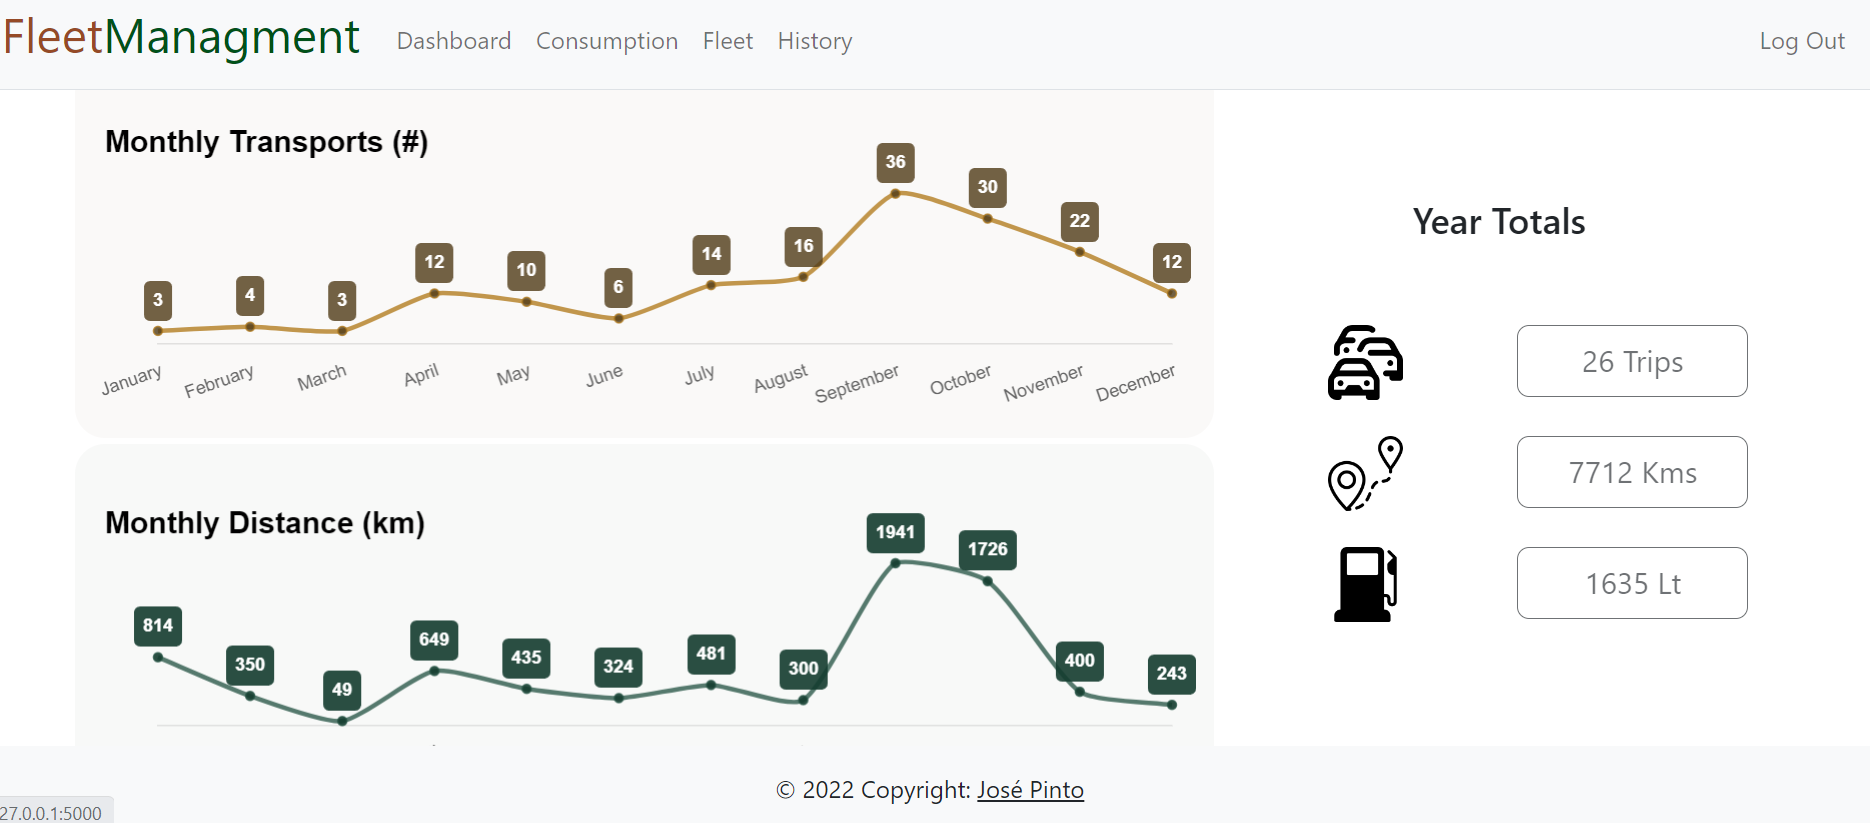 FleetManagment Dashboard Consumption Fleet History Log Out
Monthly Transports (#)
3 4 3 12 10 6 14 16 36 30 22 12
January February March April May June July August September October November December
Monthly Distance (km)
814 350 49 649 435 324 481 300 1941 1726 400 243
Year Totals
26 Trips
7712 Kms
1635 Lt
© 2022 Copyright: José Pinto
27.0.0.1:5000